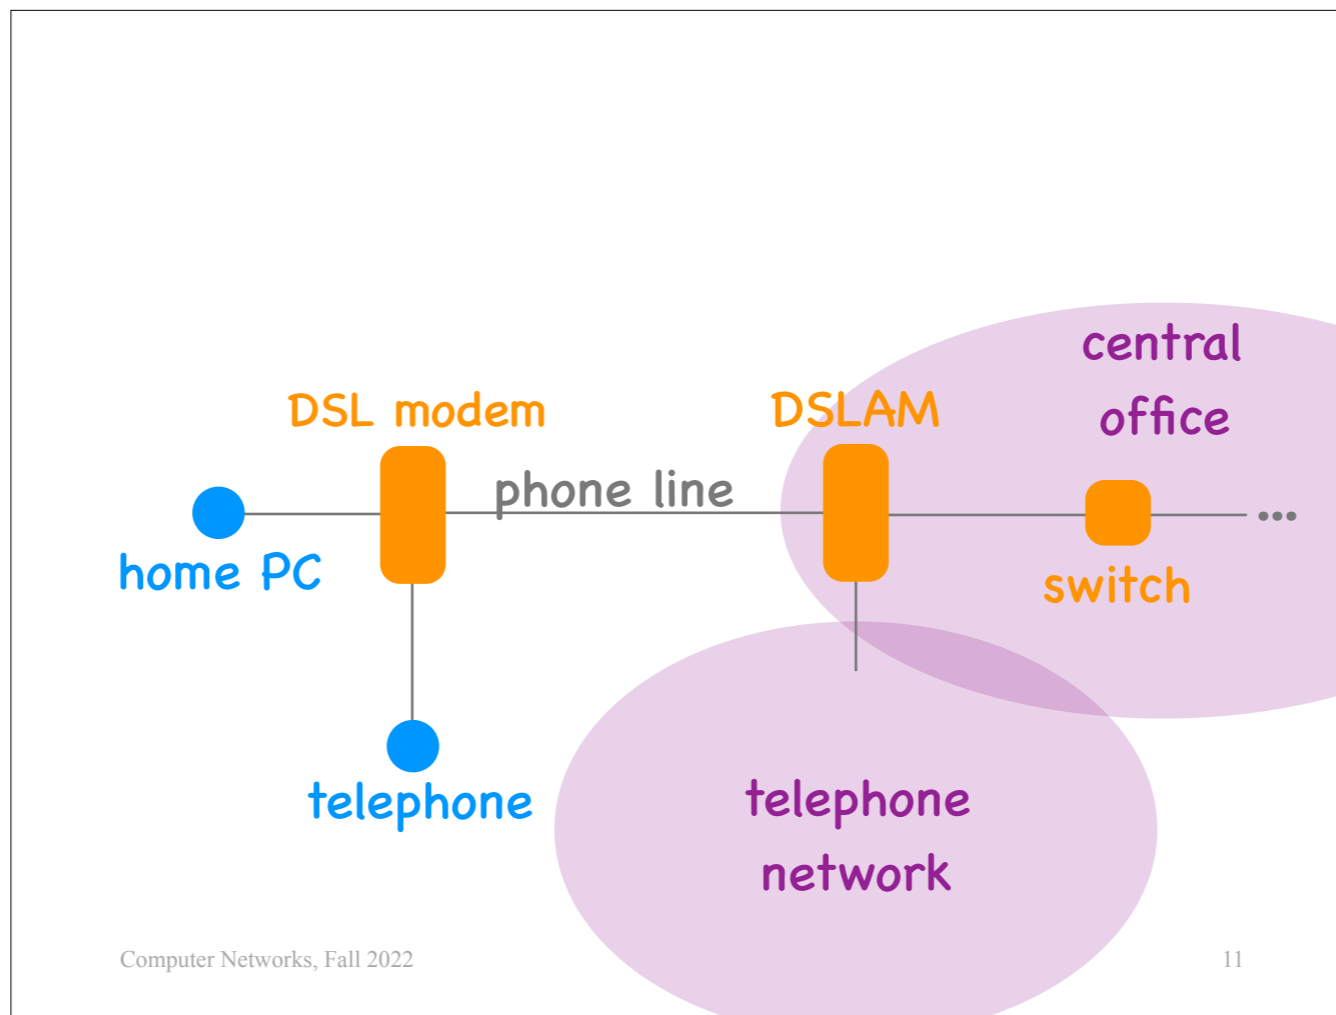 central
office
DSL modem
DSLAM
phone line
home PC
switch
telephone
telephone
network
Computer Networks, Fall 2022
11